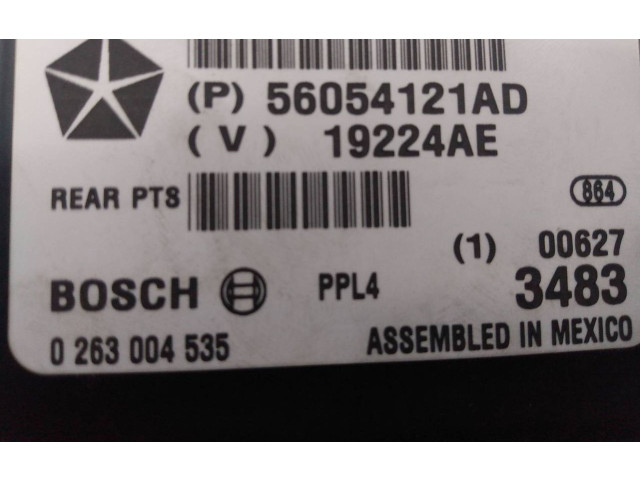 (P) 56054121AD
(V) 19224AE
REAR PTS
864
(1) 00627
BOSCH PPL4 3483
0 263 004 535 ASSEMBLED IN MEXICO